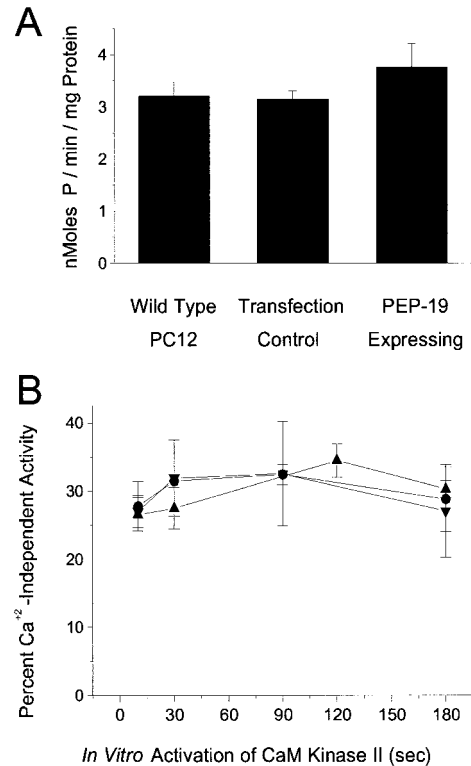 A
nMoles P / min / mg Protein
4
3
2
1
0
Wild Type Transfection PEP-19
PC12 Control Expressing
B
Percent Ca+2-Independent Activity
40
30
20
10
0
0 30 60 90 120 150 180
In Vitro Activation of CaM Kinase II (sec)